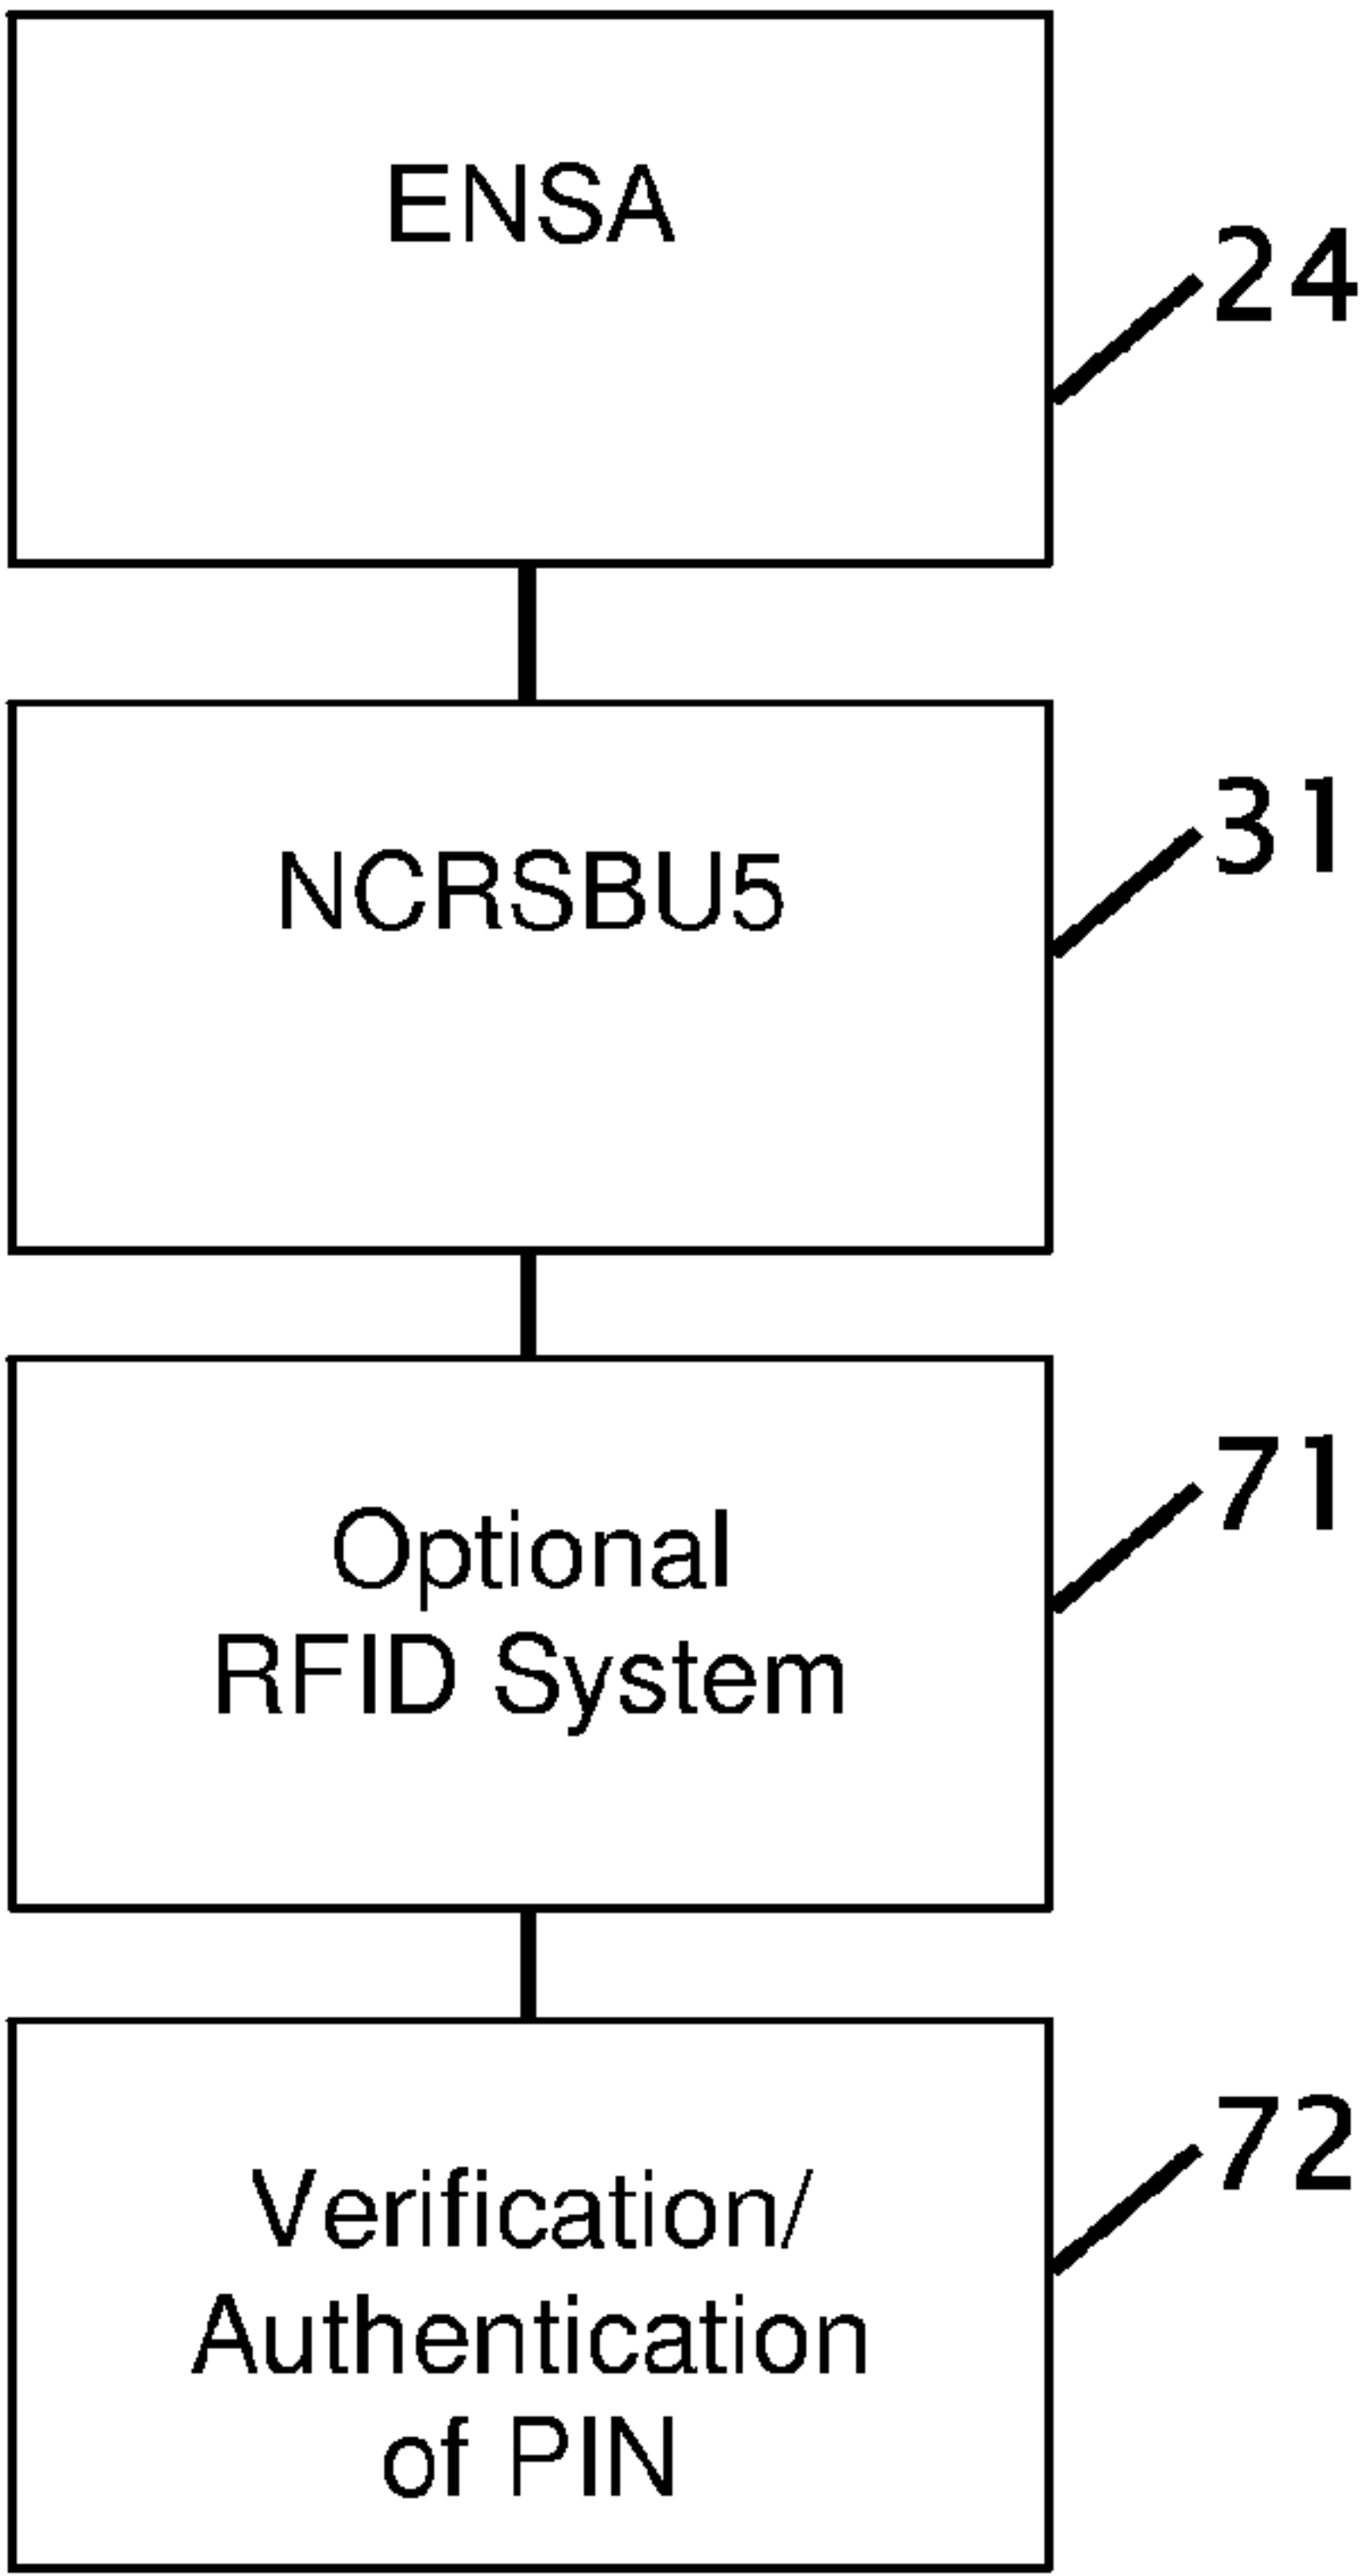 ENSA
24
NCRSBU5
31
Optional
RFID System
71
Verification/
Authentication
of PIN
72